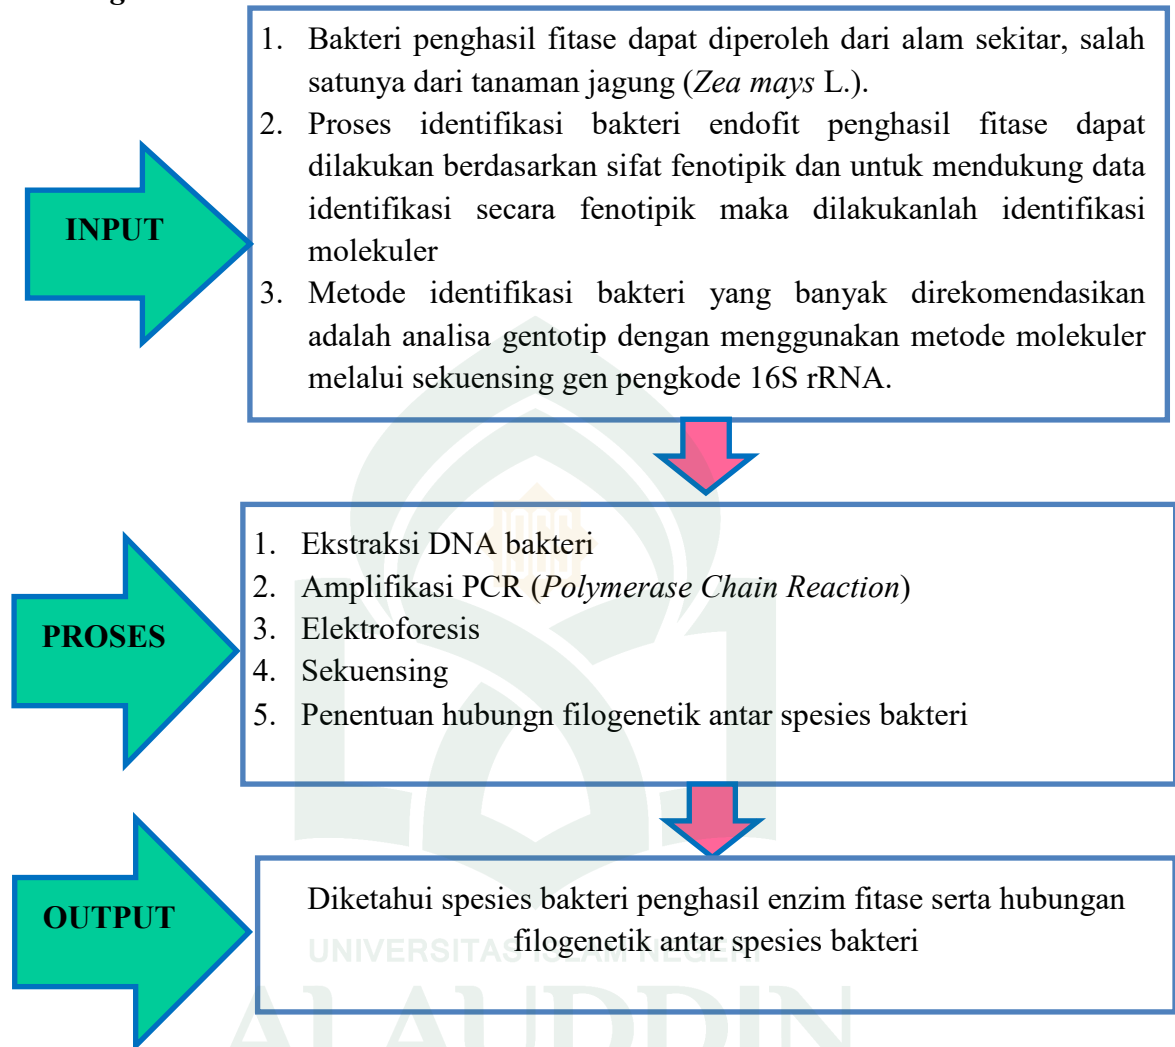 1. Bakteri penghasil fitase dapat diperoleh dari alam sekitar, salah
satunya dari tanaman jagung (Zea mays L.).
2. Proses identifikasi bakteri endofit penghasil fitase dapat
dilakukan berdasarkan sifat fenotipik dan untuk mendukung data
identifikasi secara fenotipik maka dilakukanlah identifikasi
molekuler
3. Metode identifikasi bakteri yang banyak direkomendasikan
adalah analisa gentotip dengan menggunakan metode molekuler
melalui sekuensing gen pengkode 16S rRNA.
INPUT
1. Ekstraksi DNA bakteri
2. Amplifikasi PCR (Polymerase Chain Reaction)
3. Elektroforesis
4. Sekuensing
5. Penentuan hubungn filogenetik antar spesies bakteri
PROSES
OUTPUT
Diketahui spesies bakteri penghasil enzim fitase serta hubungan
filogenetik antar spesies bakteri
UNIVERSITAS ISLAM NEGERI
ALAUDDIN